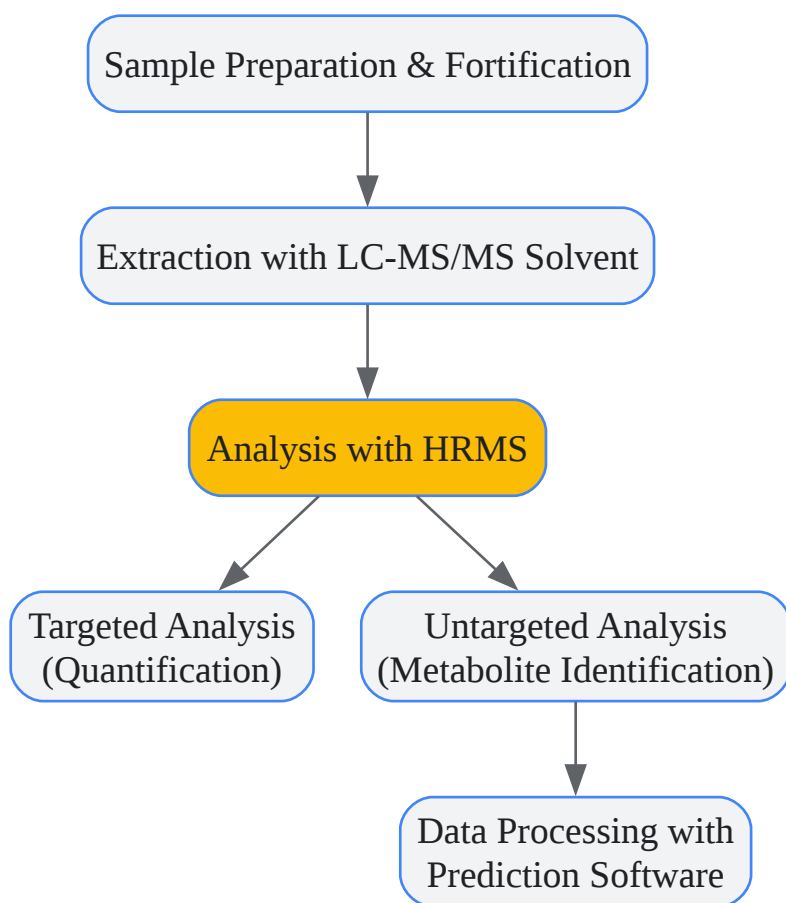 Sample Preparation & Fortification
Extraction with LC-MS/MS Solvent
Analysis with HRMS
Targeted Analysis
(Quantification)
Untargeted Analysis
(Metabolite Identification)
Data Processing with
Prediction Software